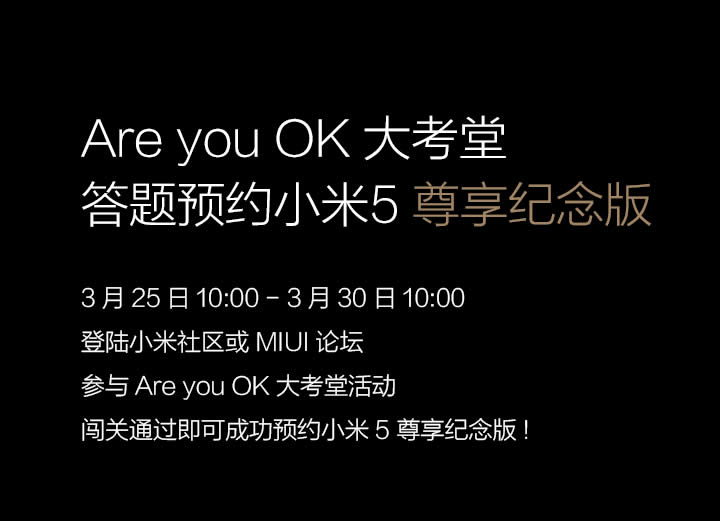 Are you OK 大考堂
答题预约小米5 尊享纪念版
3 月 25 日 10:00 - 3 月 30 日 10:00
登陆小米社区或 MIUI 论坛
参与 Are you OK 大考堂活动
闯关通过即可成功预约小米 5 尊享纪念版！